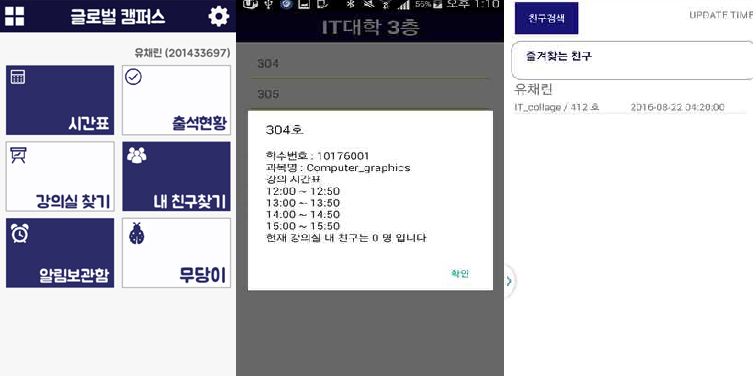 글로벌 캠퍼스
유채린 (201433697)
시간표
출석현황
강의실 찾기
내 친구찾기
알림보관함
무당이
56% 오후 1:10
IT대학 3층
304
305
304호
학수번호 : 10176001
과목명 : Computer_graphics
강의 시간표
12:00 ~ 12:50
13:00 ~ 13:50
14:00 ~ 14:50
15:00 ~ 15:50
현재 강의실 내 친구는 0 명 입니다
확인
친구검색
UPDATE TIME
즐겨찾는 친구
유채린
IT_collage / 412 호 2016-08-22 04:20:00